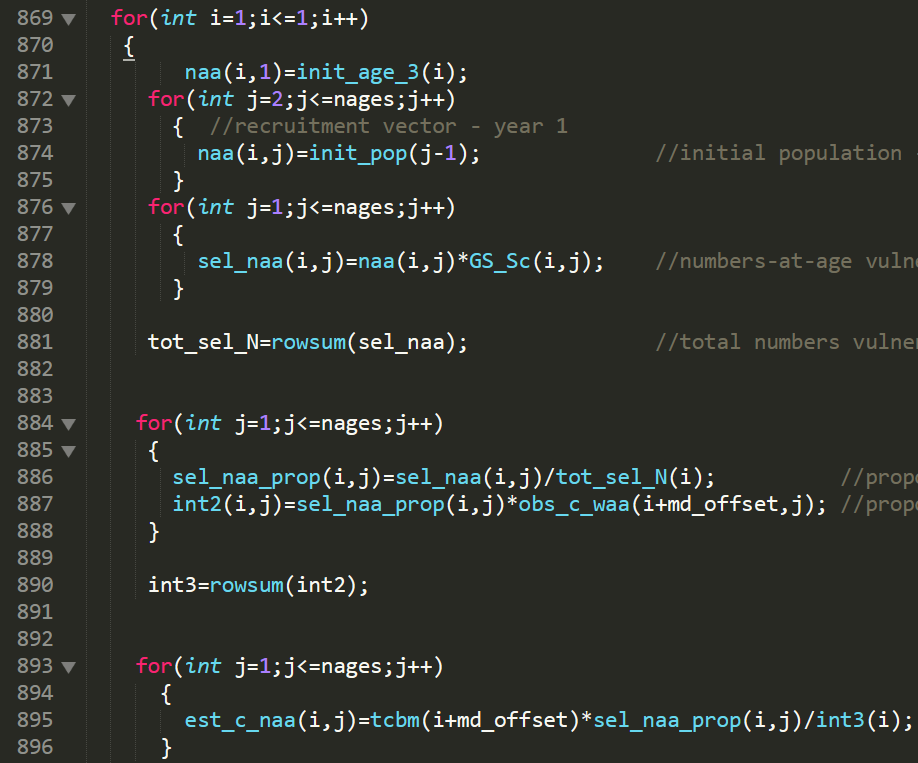 869 ▼ for(int i=1;i<=1;i++)
870 {
871 naa(i,1)=init_age_3(i);
872 ▼ for(int j=2;j<=nages;j++)
873 { //recruitment vector - year 1
874 naa(i,j)=init_pop(j-1); //initial population
875 }
876 ▼ for(int j=1;j<=nages;j++)
877 {
878 sel_naa(i,j)=naa(i,j)*GS_Sc(i,j); //numbers-at-age vuln
879 }
880
881 tot_sel_N=rowsum(sel_naa); //total numbers vulner
882
883
884 ▼ for(int j=1;j<=nages;j++)
885 ▼ {
886 sel_naa_prop(i,j)=sel_naa(i,j)/tot_sel_N(i); //propo
887 int2(i,j)=sel_naa_prop(i,j)*obs_c_waa(i+md_offset,j); //propo
888 }
889
890 int3=rowsum(int2);
891
892
893 ▼ for(int j=1;j<=nages;j++)
894 {
895 est_c_naa(i,j)=tcbm(i+md_offset)*sel_naa_prop(i,j)/int3(i);
896 }